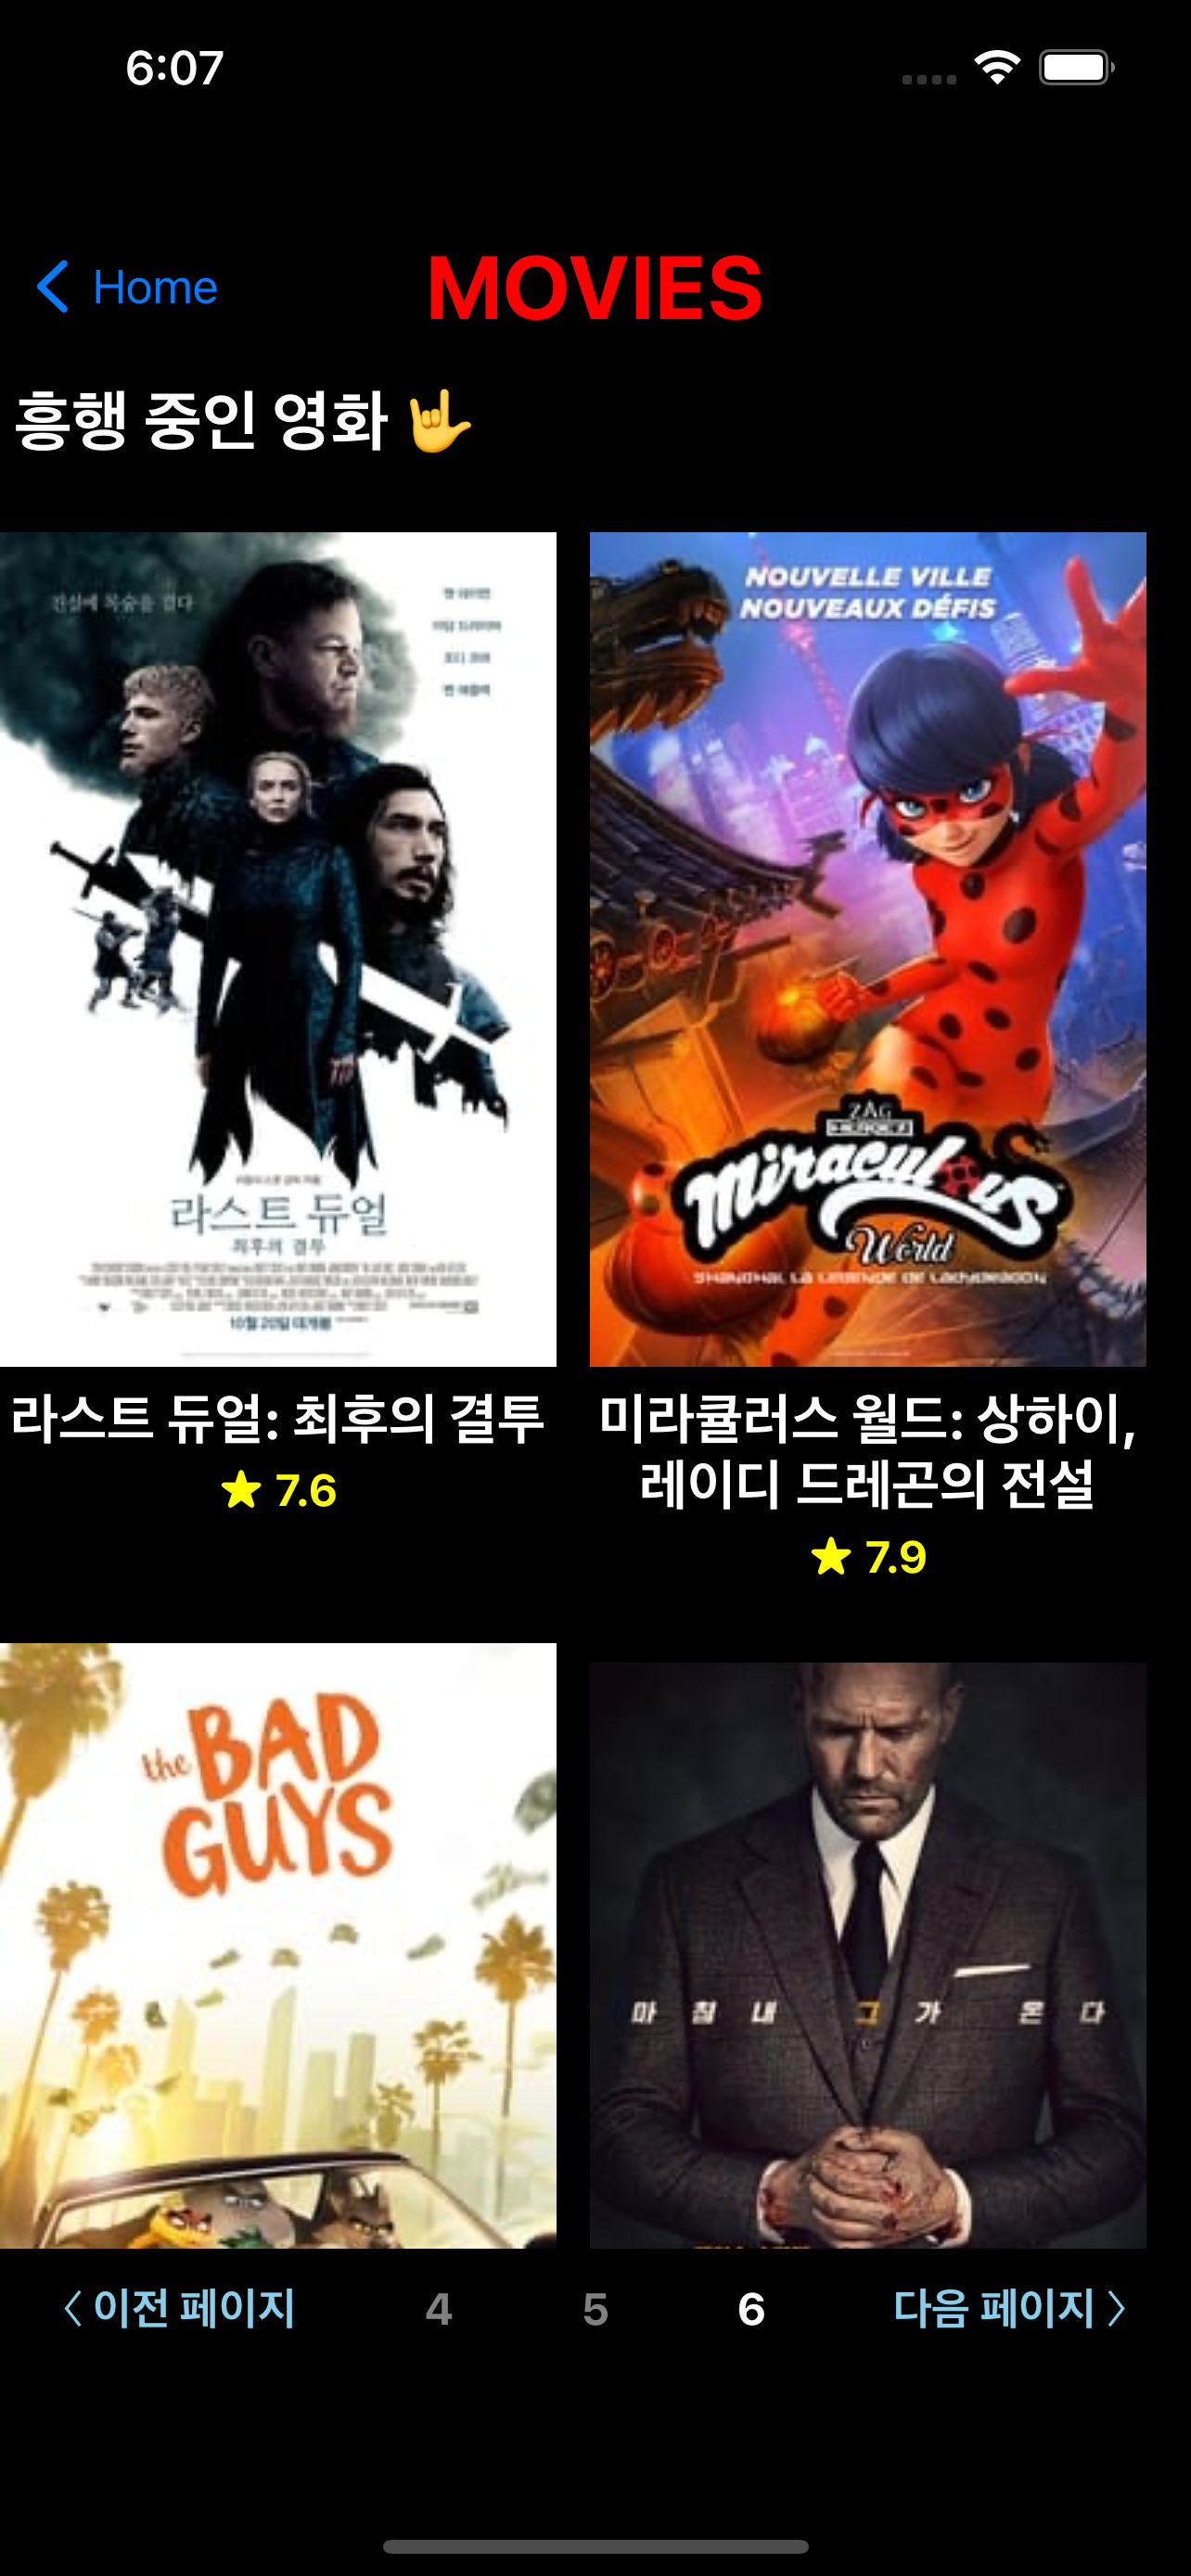 6:07
Home
MOVIES
흥행 중인 영화 🤟
진실에 목숨을 걸다
NOUVELLE VILLE
NOUVEAUX DÉFIS
라스트 듀얼
최후의 결투
10월 20일 대개봉
ZAG
HEROEZ
Miraculous
World
SHANGHAI, LA LEGENDE DE LADYDRAGON
라스트 듀얼: 최후의 결투
★ 7.6
미라큘러스 월드: 상하이,
레이디 드레곤의 전설
★ 7.9
the BAD
GUYS
마 침 내 그 가 온 다
〈 이전 페이지 4 5 6 다음 페이지 〉